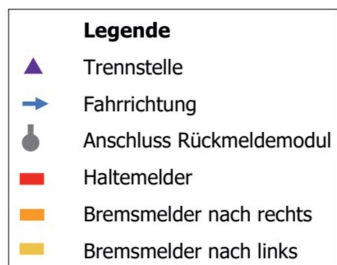 Legende
Trennstelle
Fahrrichtung
Anschluss Rückmeldemodul
Haltemelder
Bremsmelder nach rechts
Bremsmelder nach links